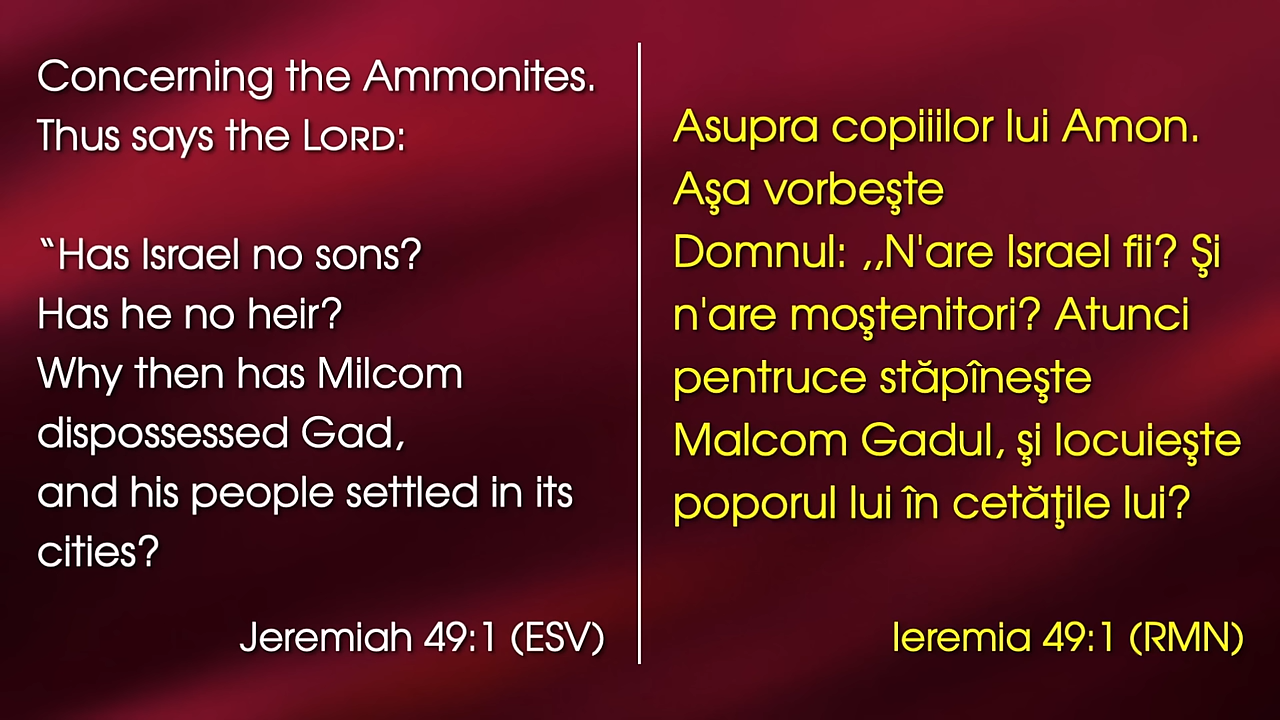 Concerning the Ammonites.
Thus says the LORD:
“Has Israel no sons?
Has he no heir?
Why then has Milcom
dispossessed Gad,
and his people settled in its
cities?
Jeremiah 49:1 (ESV)
Asupra copiiilor lui Amon.
Aşa vorbeşte
Domnul: ,,N'are Israel fii? Şi
n'are moştenitori? Atunci
pentruce stăpîneşte
Malcom Gadul, şi locuieşte
poporul lui în cetăţile lui?
Ieremia 49:1 (RMN)